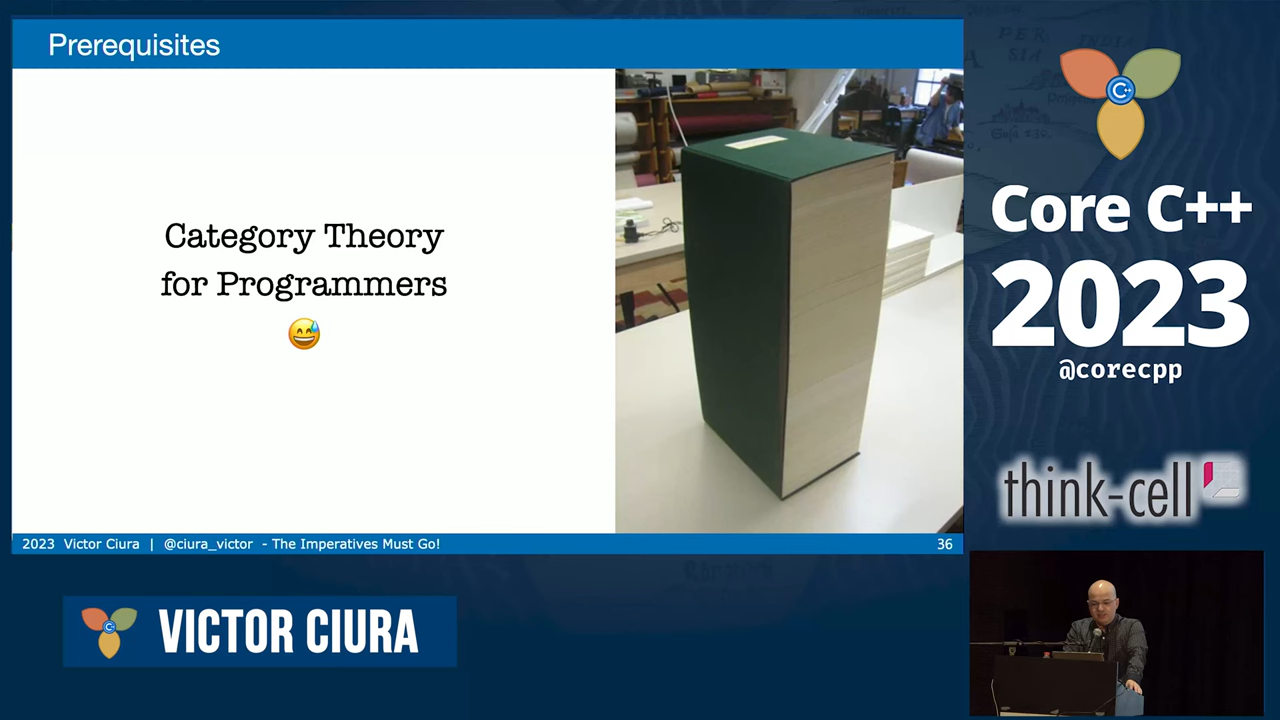 Prerequisites
Category Theory
for Programmers
2023 Victor Ciura | @ciura_victor - The Imperatives Must Go!
36
C++
Core C++
2023
@corecpp
think-cell
C++
VICTOR CIURA